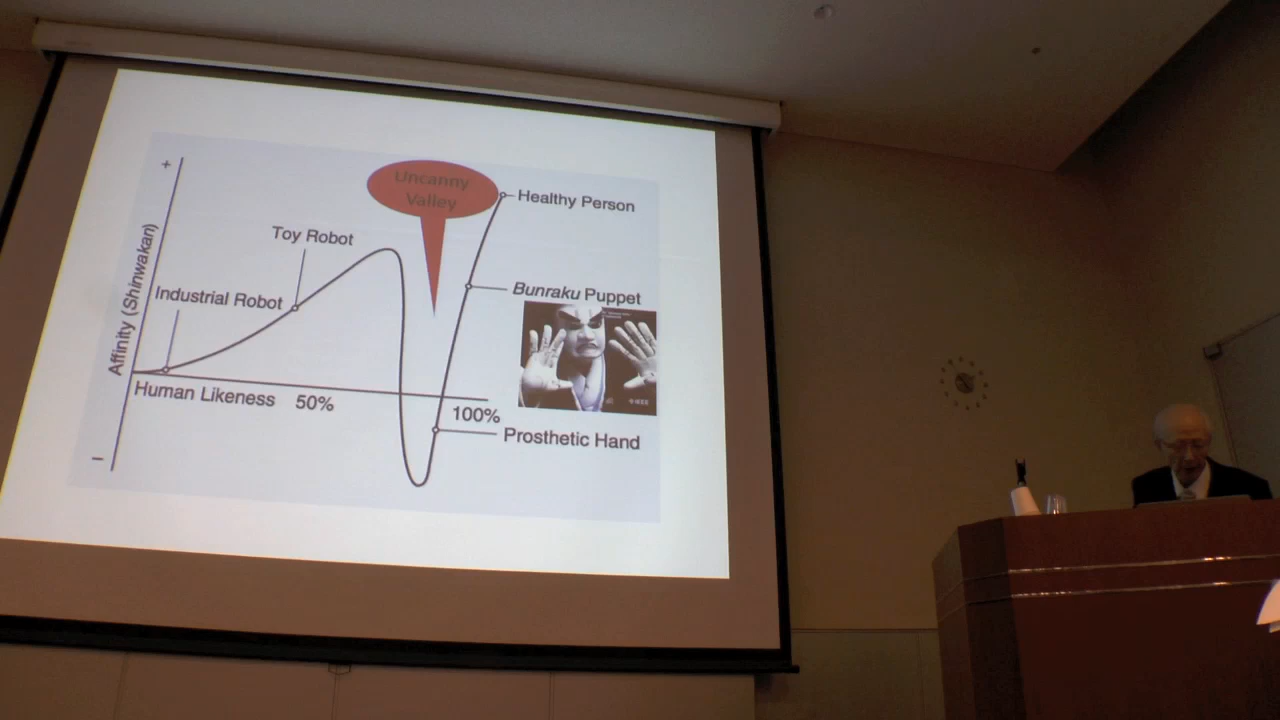 +
Uncanny
Valley
Healthy Person
Toy Robot
Industrial Robot
Bunraku Puppet
Affinity (Shinwakan)
Human Likeness 50%
100%
Prosthetic Hand
−